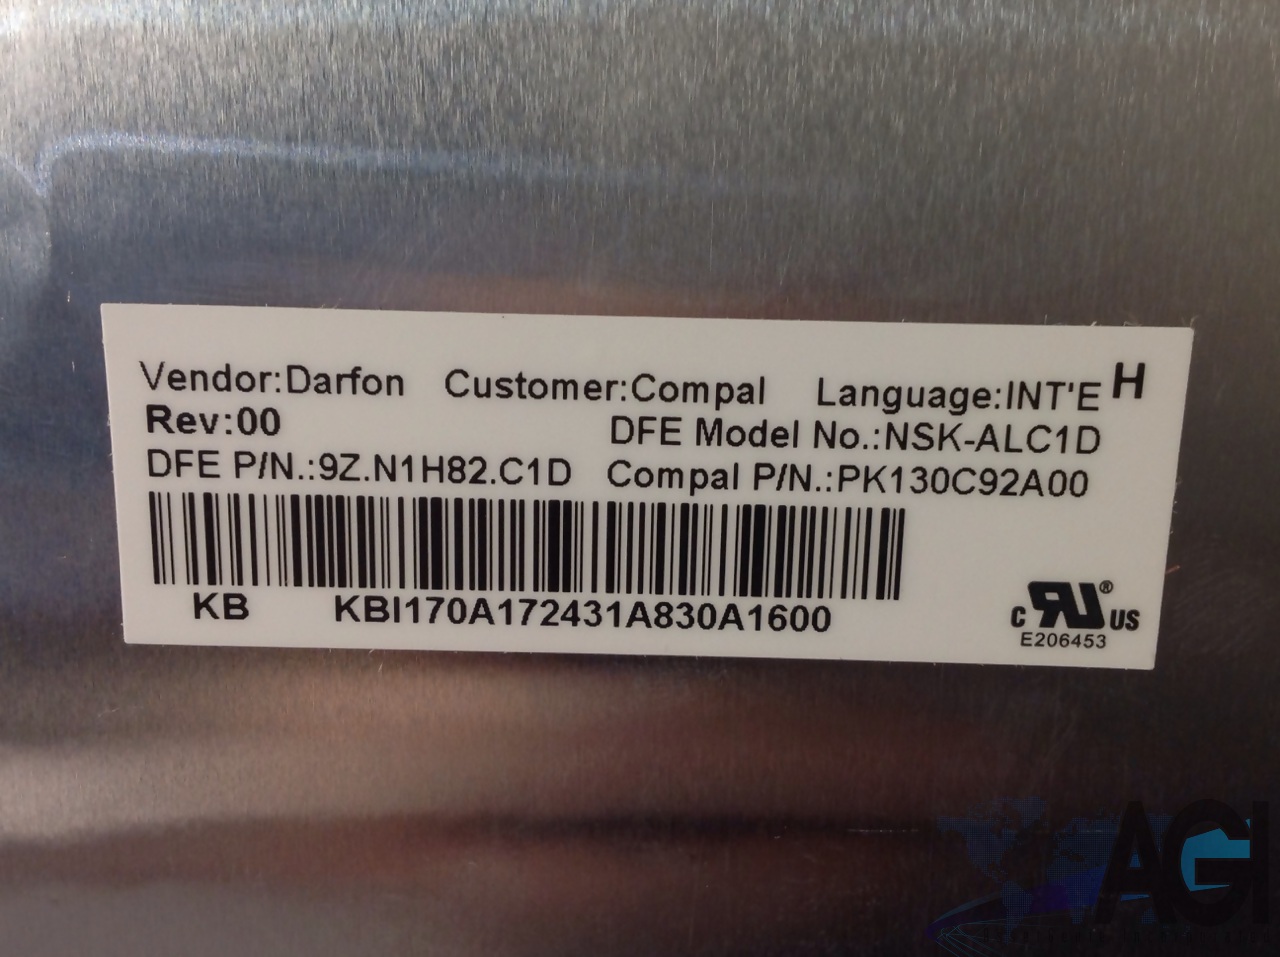 Vendor:Darfon Customer:Compal Language:INT'E H
Rev:00 DFE Model No.:NSK-ALC1D
DFE P/N.:9Z.N1H82.C1D Compal P/N.:PK130C92A00
KB KBI170A172431A830A1600
c RU® US
E206453
AGI